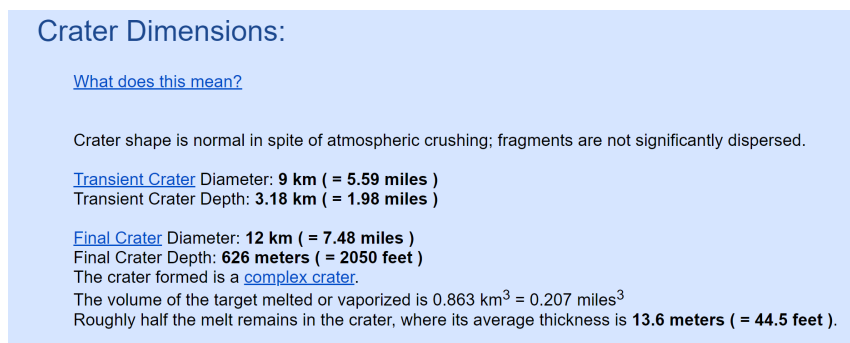 Crater Dimensions:
What does this mean?
Crater shape is normal in spite of atmospheric crushing; fragments are not significantly dispersed.
Transient Crater Diameter: 9 km ( = 5.59 miles )
Transient Crater Depth: 3.18 km ( = 1.98 miles )
Final Crater Diameter: 12 km ( = 7.48 miles )
Final Crater Depth: 626 meters ( = 2050 feet )
The crater formed is a complex crater.
The volume of the target melted or vaporized is 0.863 km³ = 0.207 miles³
Roughly half the melt remains in the crater, where its average thickness is 13.6 meters ( = 44.5 feet ).